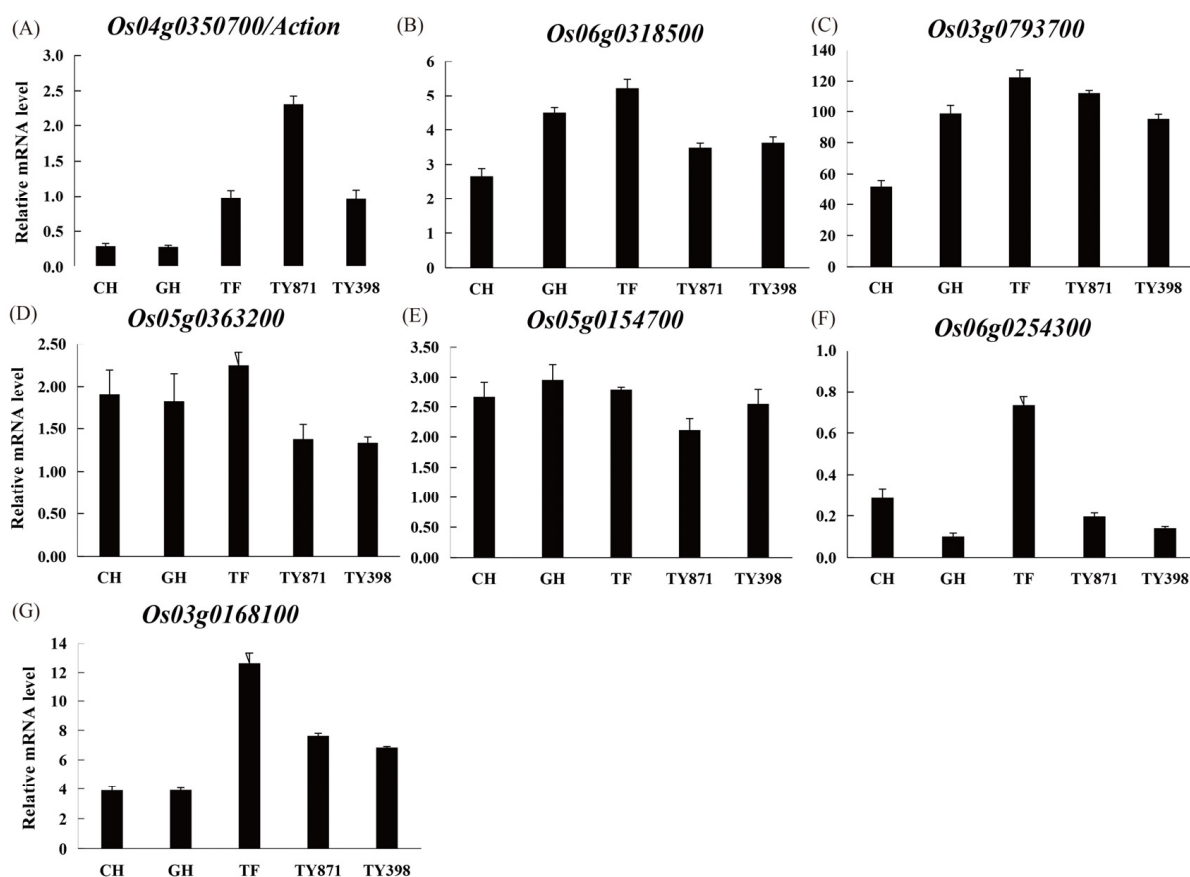 (A)
Os04g0350700/Action
Relative mRNA level
3.0
2.5
2.0
1.5
1.0
0.5
0.0
CH GH TF TY871 TY398
(B)
Os06g0318500
6
5
4
3
2
1
0
CH GH TF TY871 TY398
(C)
Os03g0793700
140
120
100
80
60
40
20
0
CH GH TF TY871 TY398
(D)
Os05g0363200
Relative mRNA level
2.50
2.00
1.50
1.00
0.50
0.00
CH GH TF TY871 TY398
(E)
Os05g0154700
3.50
3.00
2.50
2.00
1.50
1.00
0.50
0.00
CH GH TF TY871 TY398
(F)
Os06g0254300
1.0
0.8
0.6
0.4
0.2
0.0
CH GH TF TY871 TY398
(G)
Os03g0168100
Relative mRNA level
14
12
10
8
6
4
2
0
CH GH TF TY871 TY398